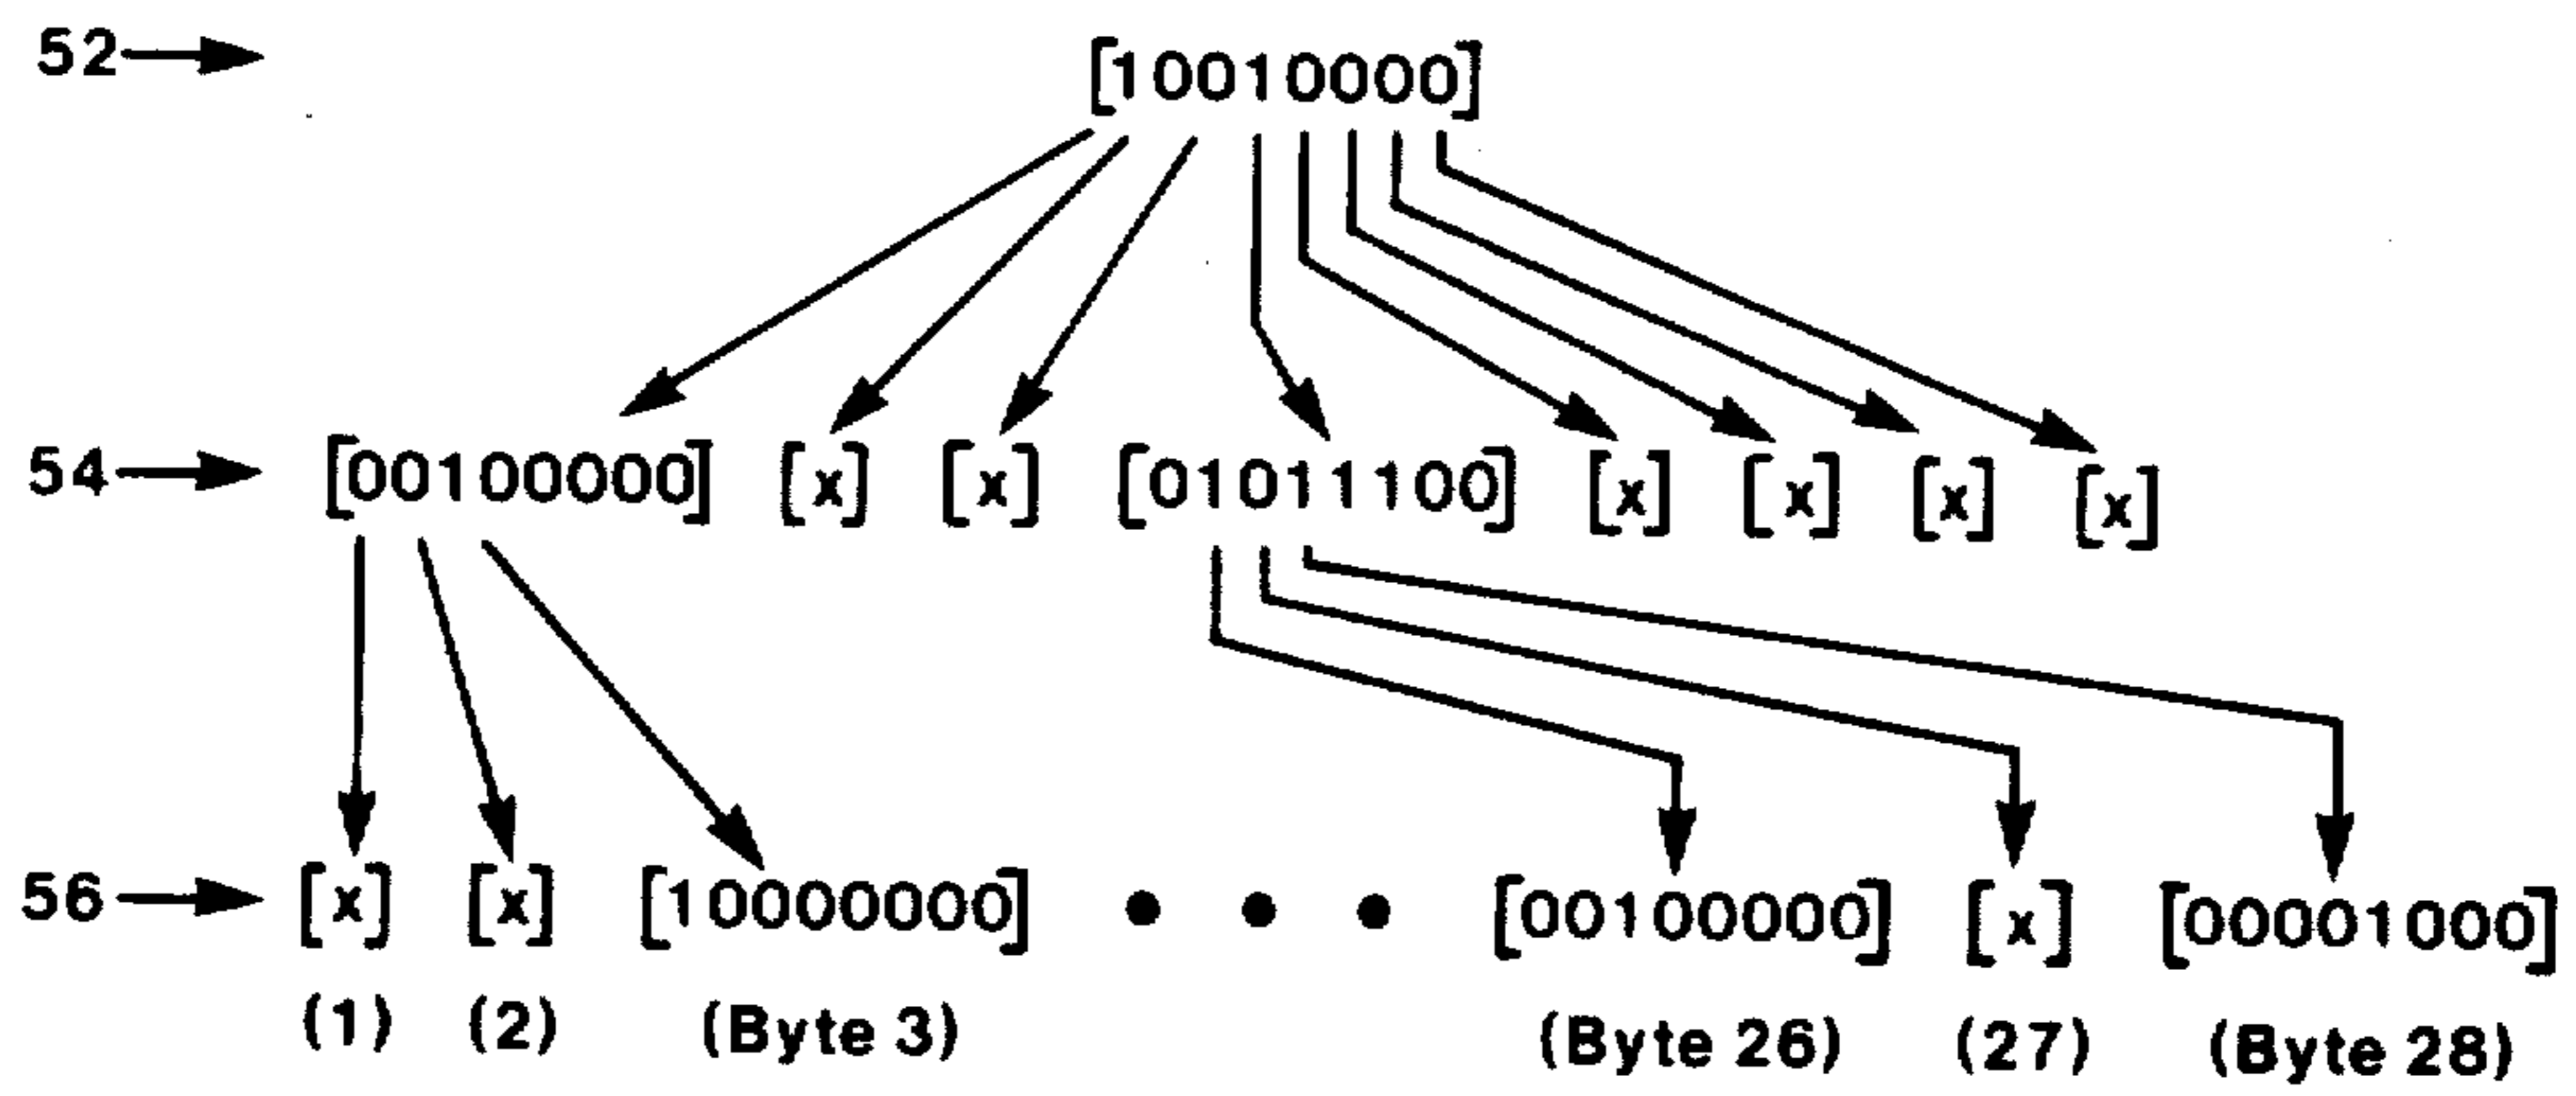 52 [10010000]
54 [00100000] [x] [x] [01011100] [x] [x] [x] [x]
56 [x] [x] [10000000] • • • [00100000] [x] [00001000]
(1) (2) (Byte 3) (Byte 26) (27) (Byte 28)